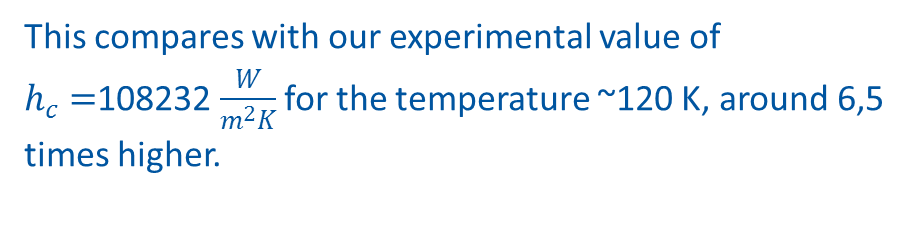 This compares with our experimental value of
h_c =108232 W/m²K for the temperature ~120 K, around 6,5
times higher.